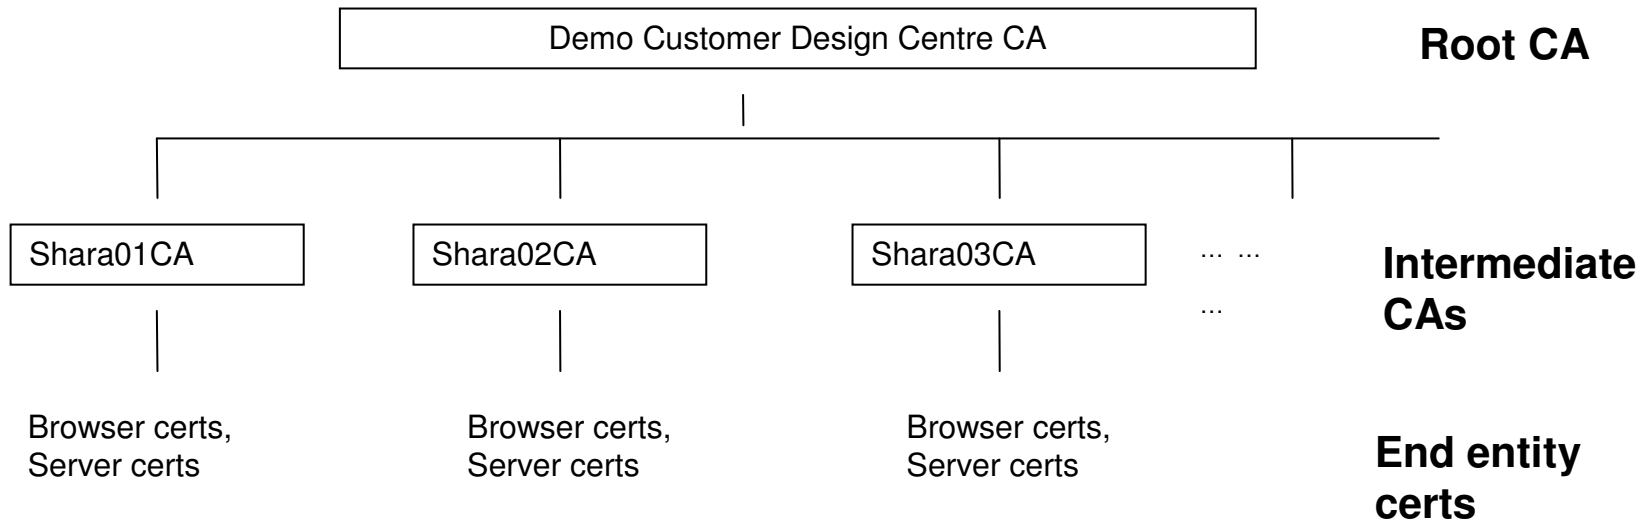 Demo Customer Design Centre CA
Root CA
Shara01CA
Shara02CA
Shara03CA
... ...
...
Intermediate
CAs
Browser certs,
Server certs
Browser certs,
Server certs
Browser certs,
Server certs
End entity
certs